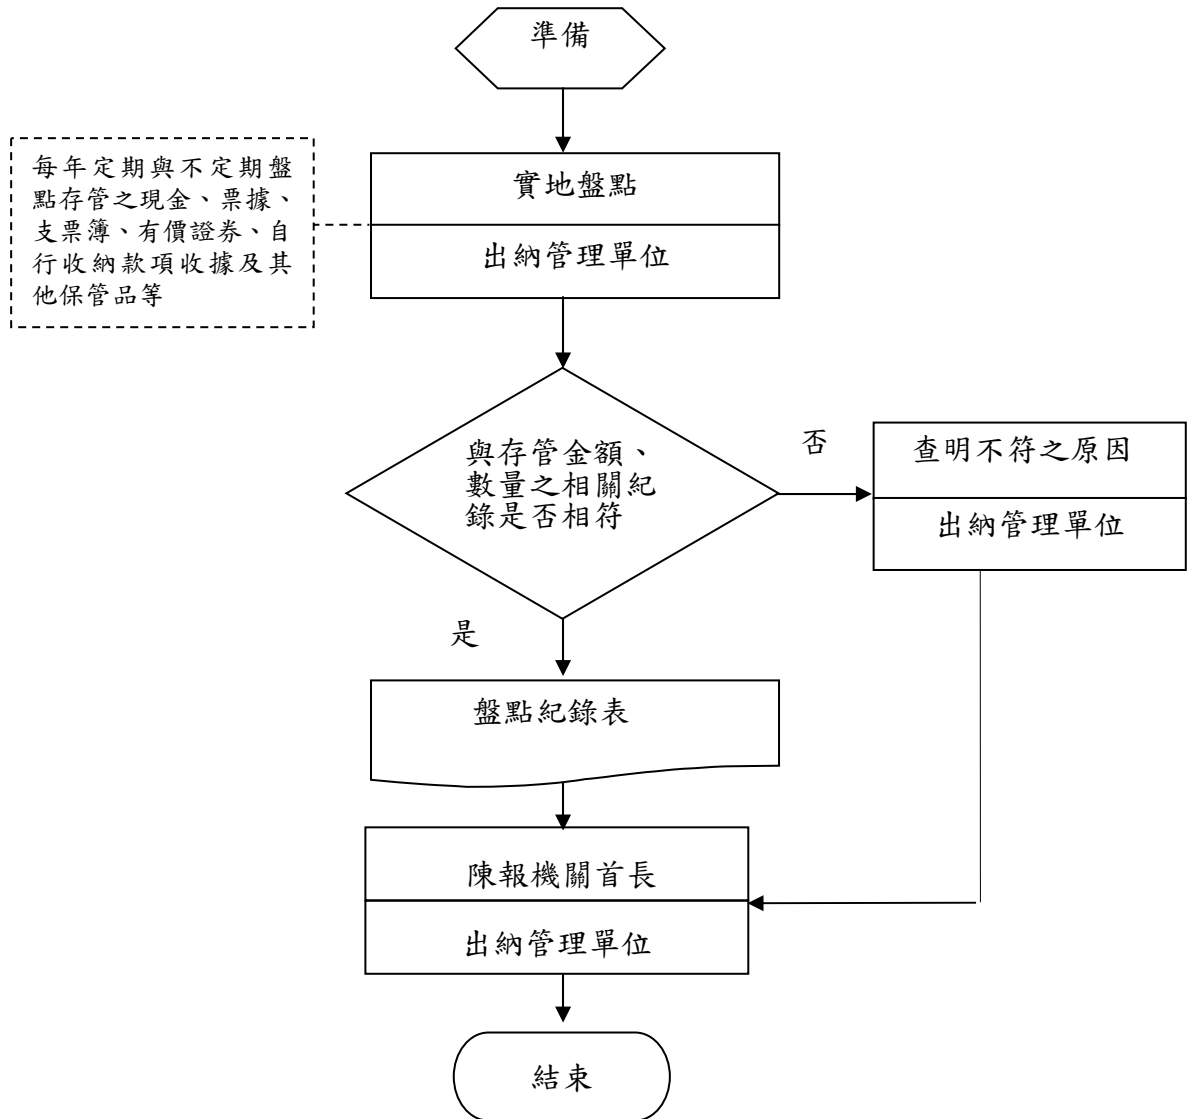 準備
每年定期與不定期盤
點存管之現金、票據、
支票簿、有價證券、自
行收納款項收據及其
他保管品等
實地盤點
出納管理單位
與存管金額、
數量之相關紀
錄是否相符
否
查明不符之原因
出納管理單位
是
盤點紀錄表
陳報機關首長
出納管理單位
結束